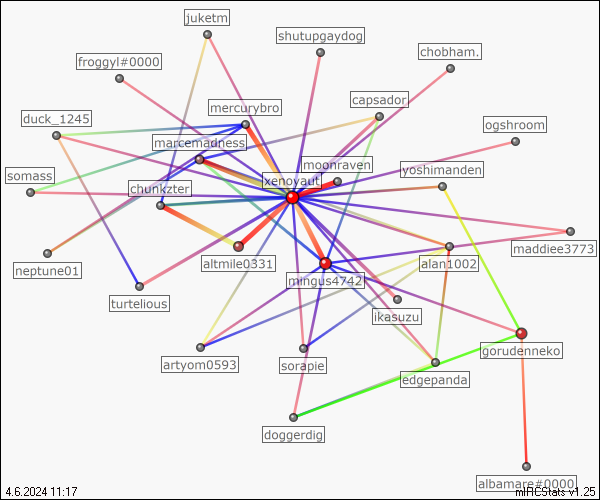 juketm
shutupgaydog
chobham.
froggyl#0000
mercurybro
capsador
duck_1245
ogshroom
marcemadness
moonraven
yoshimanden
somass
xenoyaut
chunkzter
maddiee3773
neptune01
altmile0331
alan1002
mingus4742
turtelious
ikasuzu
gorudenneko
artyom0593
sorapie
edgepanda
doggerdig
albamare#0000
4.6.2024 11:17
mIRCStats v1.25